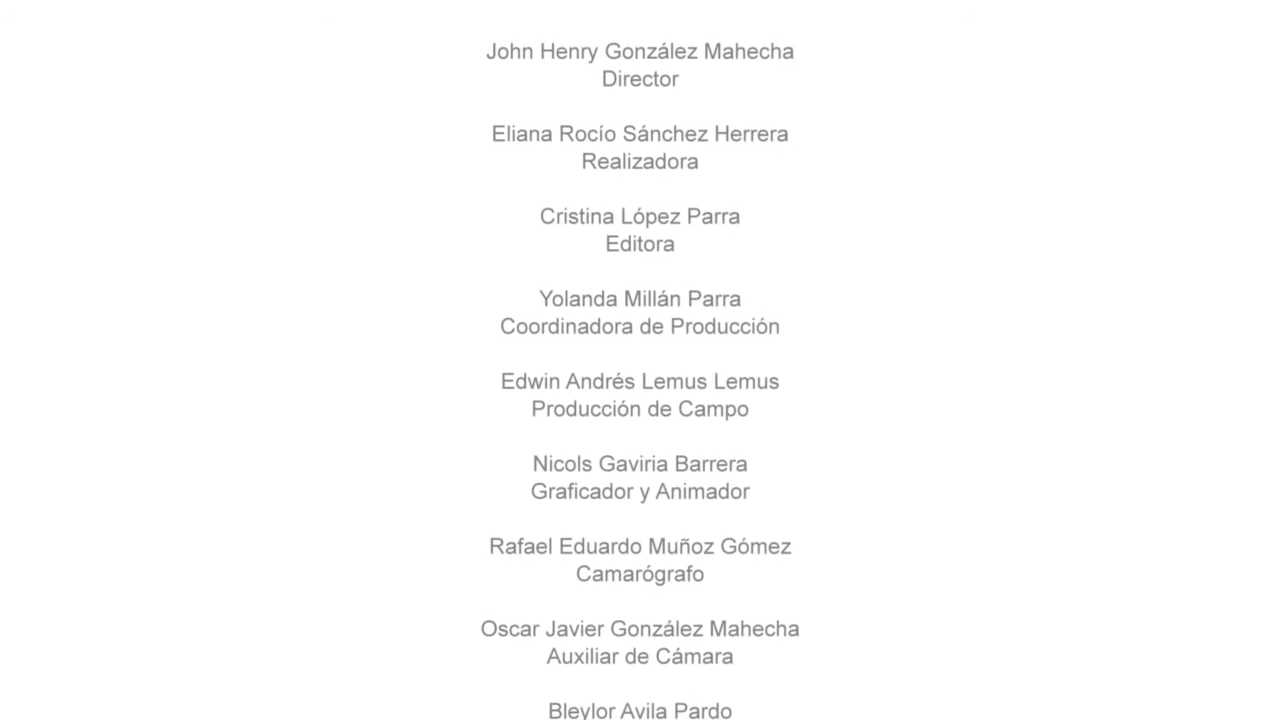 John Henry González Mahecha
Director
Eliana Rocío Sánchez Herrera
Realizadora
Cristina López Parra
Editora
Yolanda Millán Parra
Coordinadora de Producción
Edwin Andrés Lemus Lemus
Producción de Campo
Nicols Gaviria Barrera
Graficador y Animador
Rafael Eduardo Muñoz Gómez
Camarógrafo
Oscar Javier González Mahecha
Auxiliar de Cámara
Bleylor Avila Pardo